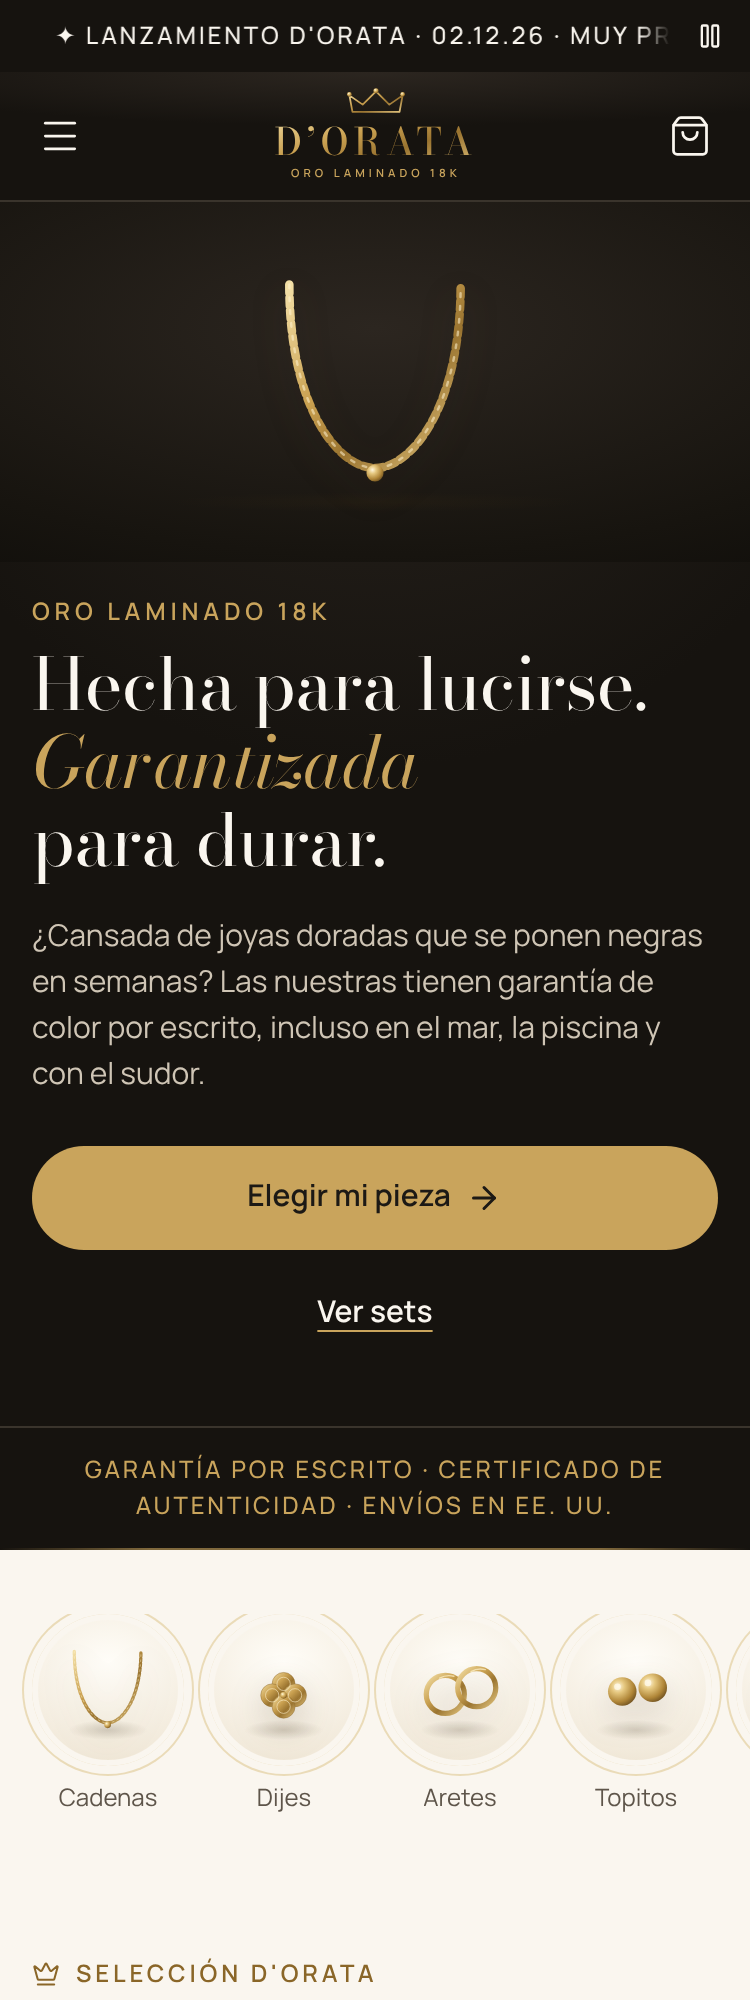 ✦ LANZAMIENTO D'ORATA · 02.12.26 · MUY PR
D’ORATA
ORO LAMINADO 18K
ORO LAMINADO 18K
Hecha para lucirse.
Garantizada
para durar.
¿Cansada de joyas doradas que se ponen negras
en semanas? Las nuestras tienen garantía de
color por escrito, incluso en el mar, la piscina y
con el sudor.
Elegir mi pieza →
Ver sets
GARANTÍA POR ESCRITO · CERTIFICADO DE
AUTENTICIDAD · ENVÍOS EN EE. UU.
Cadenas
Dijes
Aretes
Topitos
SELECCIÓN D'ORATA